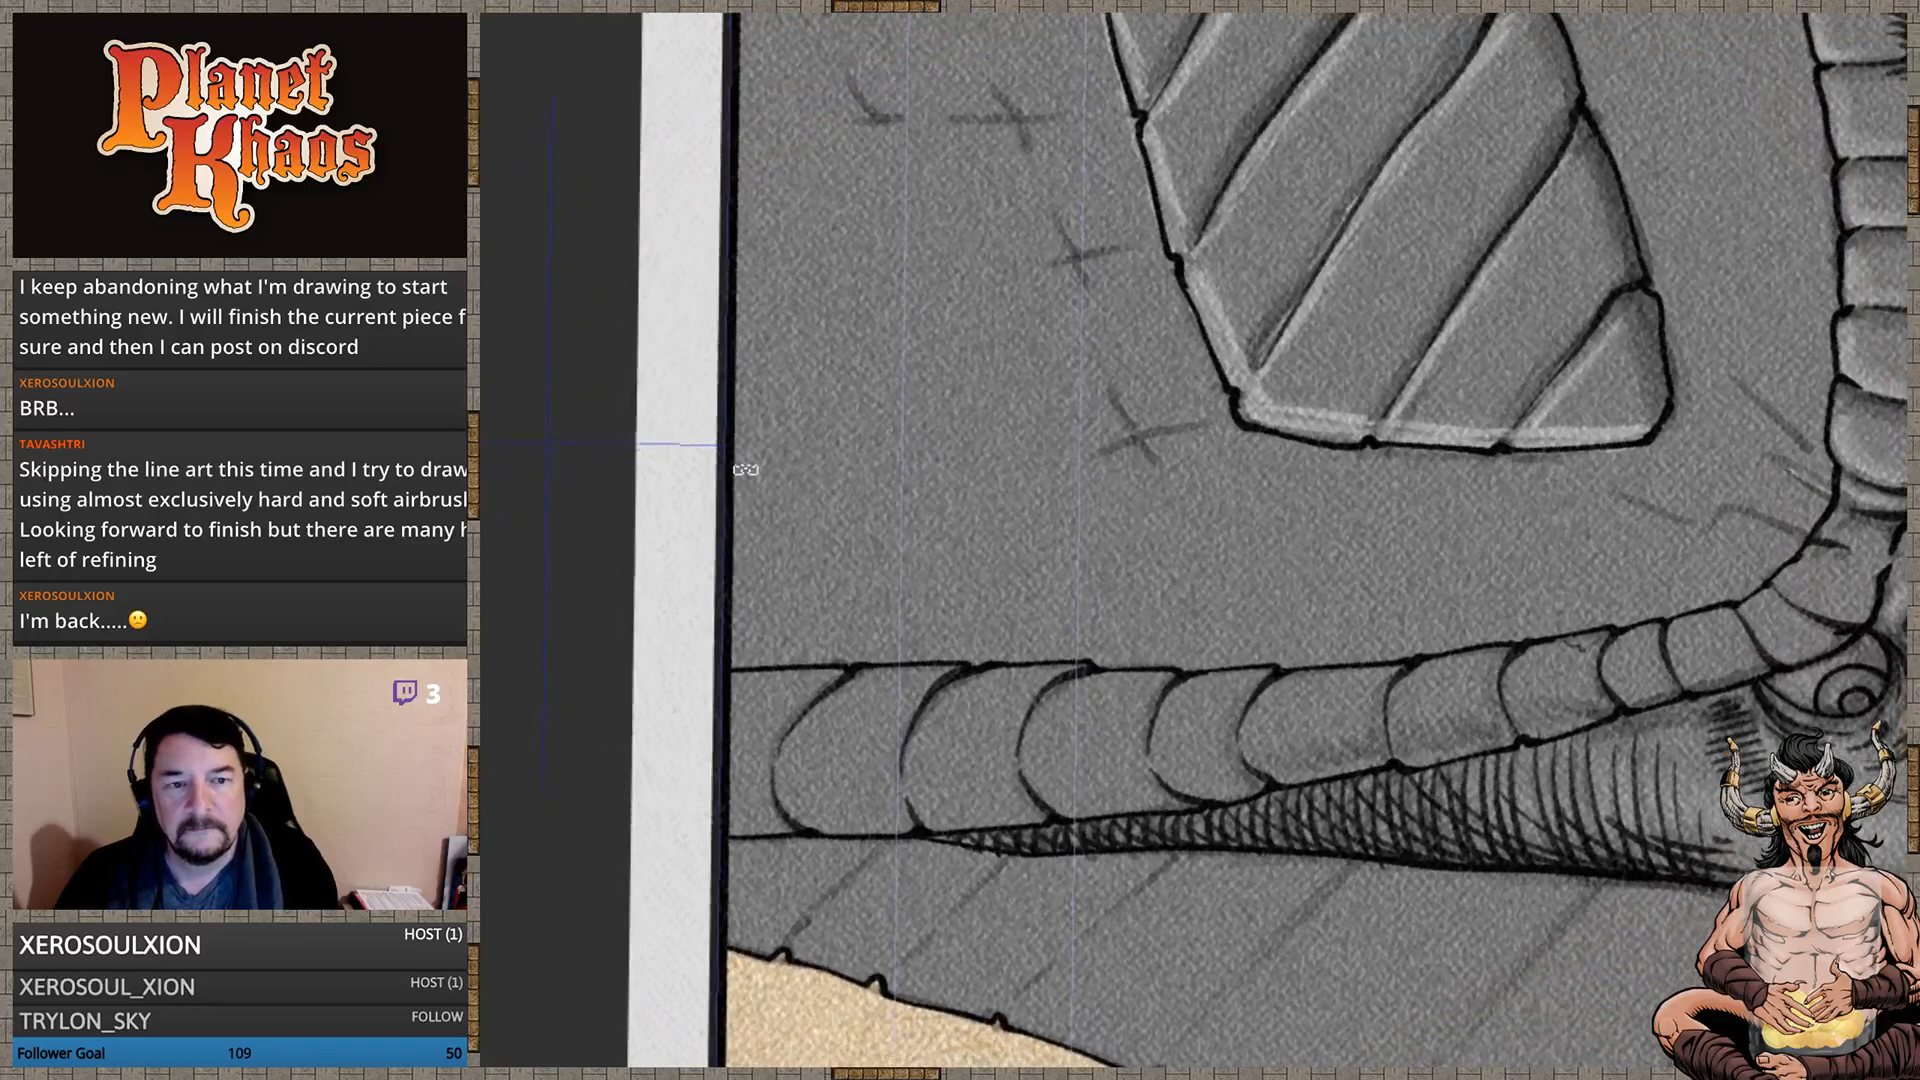 Planet
Khaos
I keep abandoning what I'm drawing to start
something new. I will finish the current piece f
sure and then I can post on discord
XEROSOULXION
BRB...
TAVASHTRI
Skipping the line art this time and I try to draw
using almost exclusively hard and soft airbrus
Looking forward to finish but there are many h
left of refining
XEROSOULXION
I'm back.....
3
XEROSOULXION HOST (1)
XEROSOUL_XION HOST (1)
TRYLON_SKY FOLLOW
Follower Goal 109 50